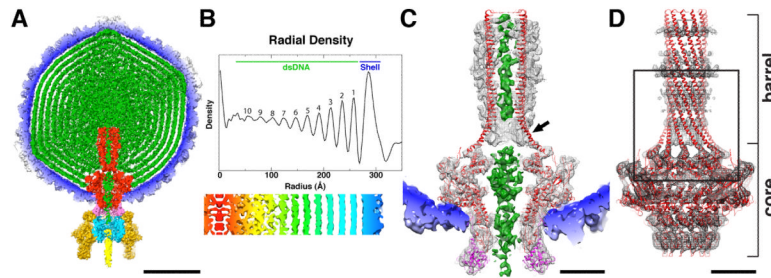 A
B
C
D
Radial Density
dsDNA
Shell
Density
10 9 8 7 6 5 4 3 2 1
0 100 200 300
Radius (Å)
barrel
core